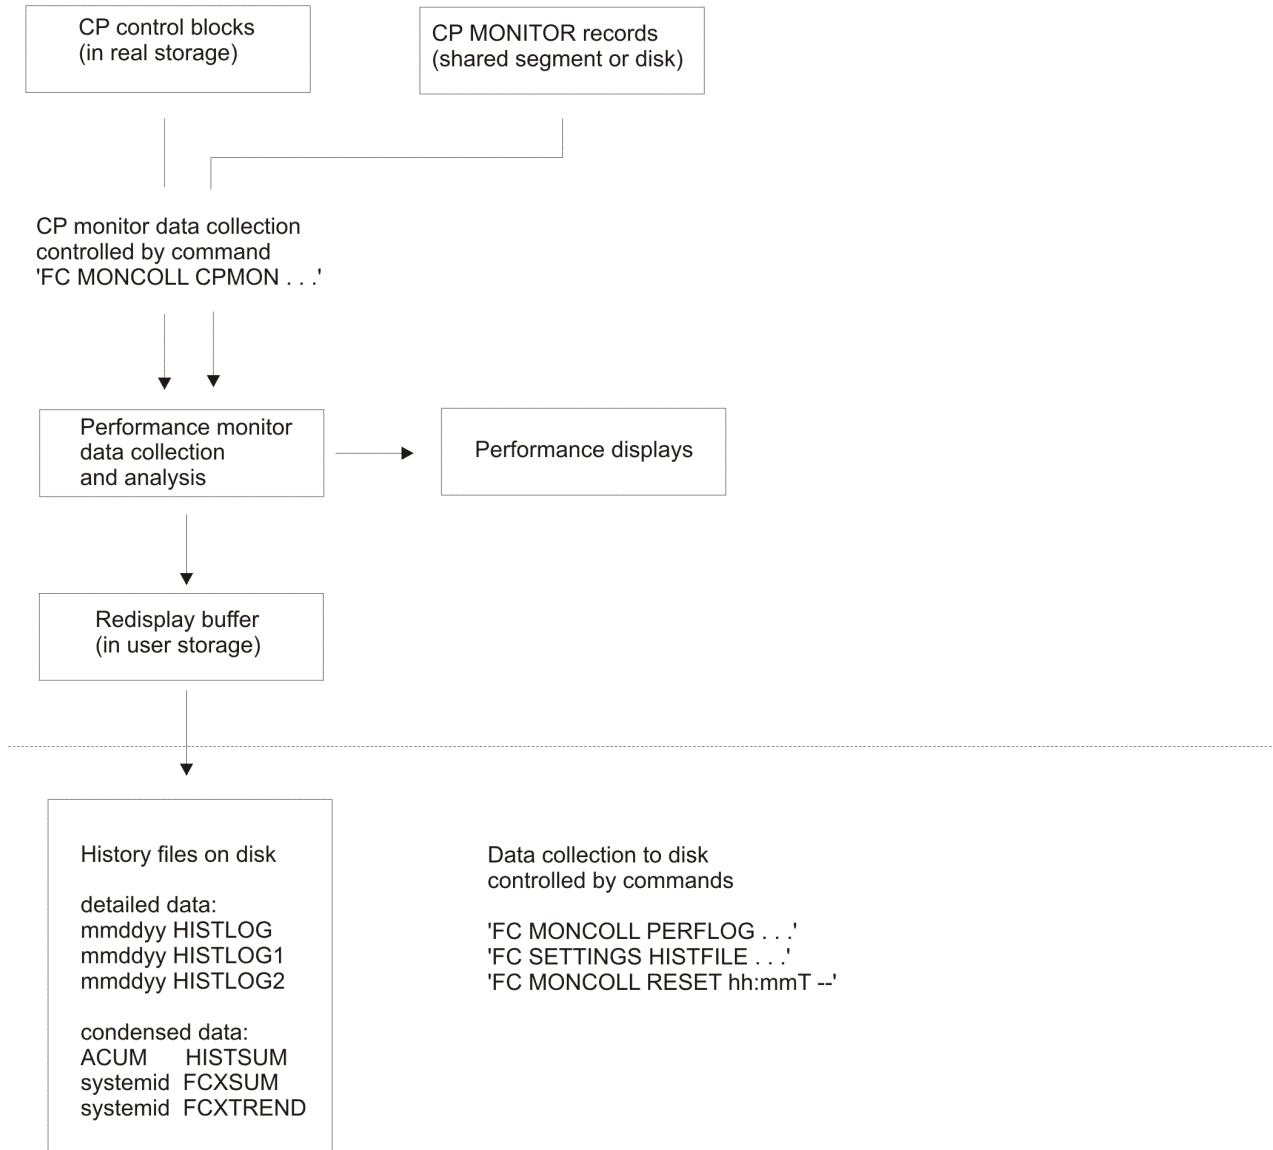 CP control blocks
(in real storage)
CP MONITOR records
(shared segment or disk)
CP monitor data collection
controlled by command
'FC MONCOLL CPMON . . .'
Performance monitor
data collection
and analysis
Performance displays
Redisplay buffer
(in user storage)
History files on disk
detailed data:
mmddyy HISTLOG
mmddyy HISTLOG1
mmddyy HISTLOG2
condensed data:
ACUM HISTSUM
systemid FCXSUM
systemid FCXTREND
Data collection to disk
controlled by commands
'FC MONCOLL PERFLOG . . .'
'FC SETTINGS HISTFILE . . .'
'FC MONCOLL RESET hh:mmT --'